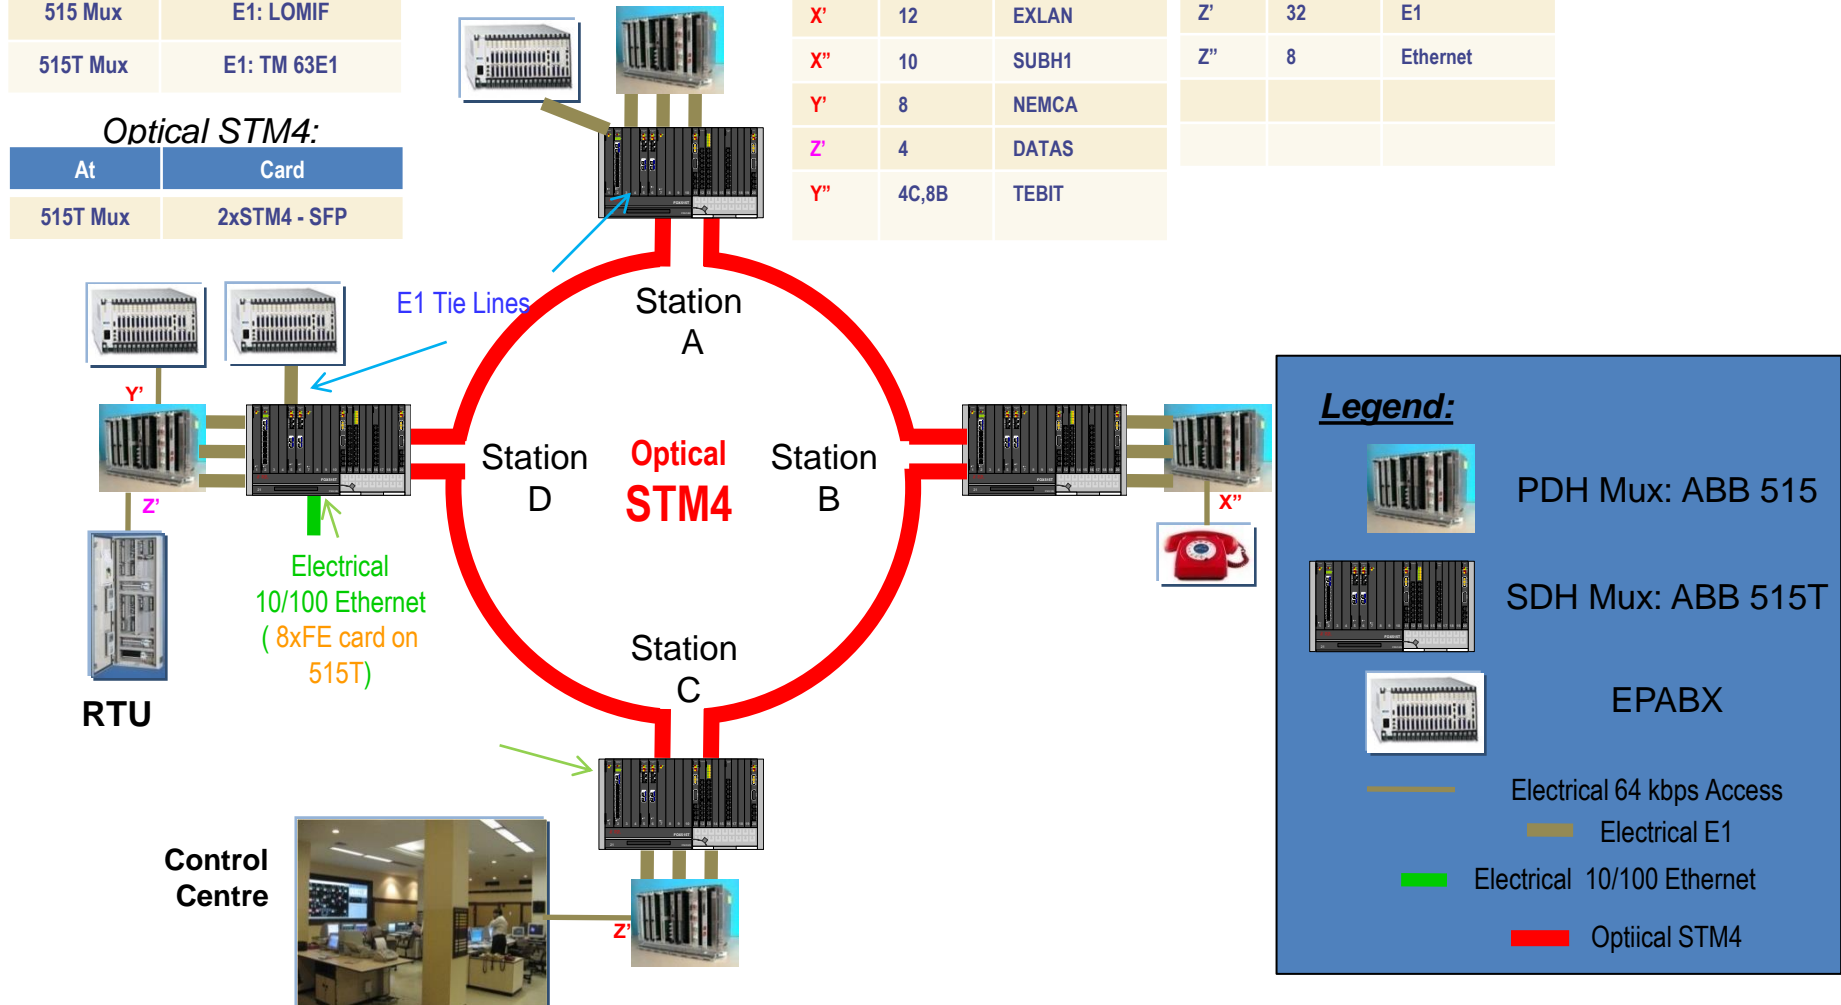 515 Mux E1: LOMIF
515T Mux E1: TM 63E1
Optical STM4:
At Card
515T Mux 2xSTM4 - SFP
X’ 12 EXLAN
X” 10 SUBH1
Y’ 8 NEMCA
Z’ 4 DATAS
Y” 4C,8B TEBIT
Z’ 32 E1
Z” 8 Ethernet
E1 Tie Lines
Station
A
Y’
Z’
Station
D
Optical
STM4
Station
B
X”
Electrical
10/100 Ethernet
( 8xFE card on
515T)
RTU
Station
C
Control
Centre
Z’
Legend:
PDH Mux: ABB 515
SDH Mux: ABB 515T
EPABX
Electrical 64 kbps Access
Electrical E1
Electrical 10/100 Ethernet
Optiical STM4